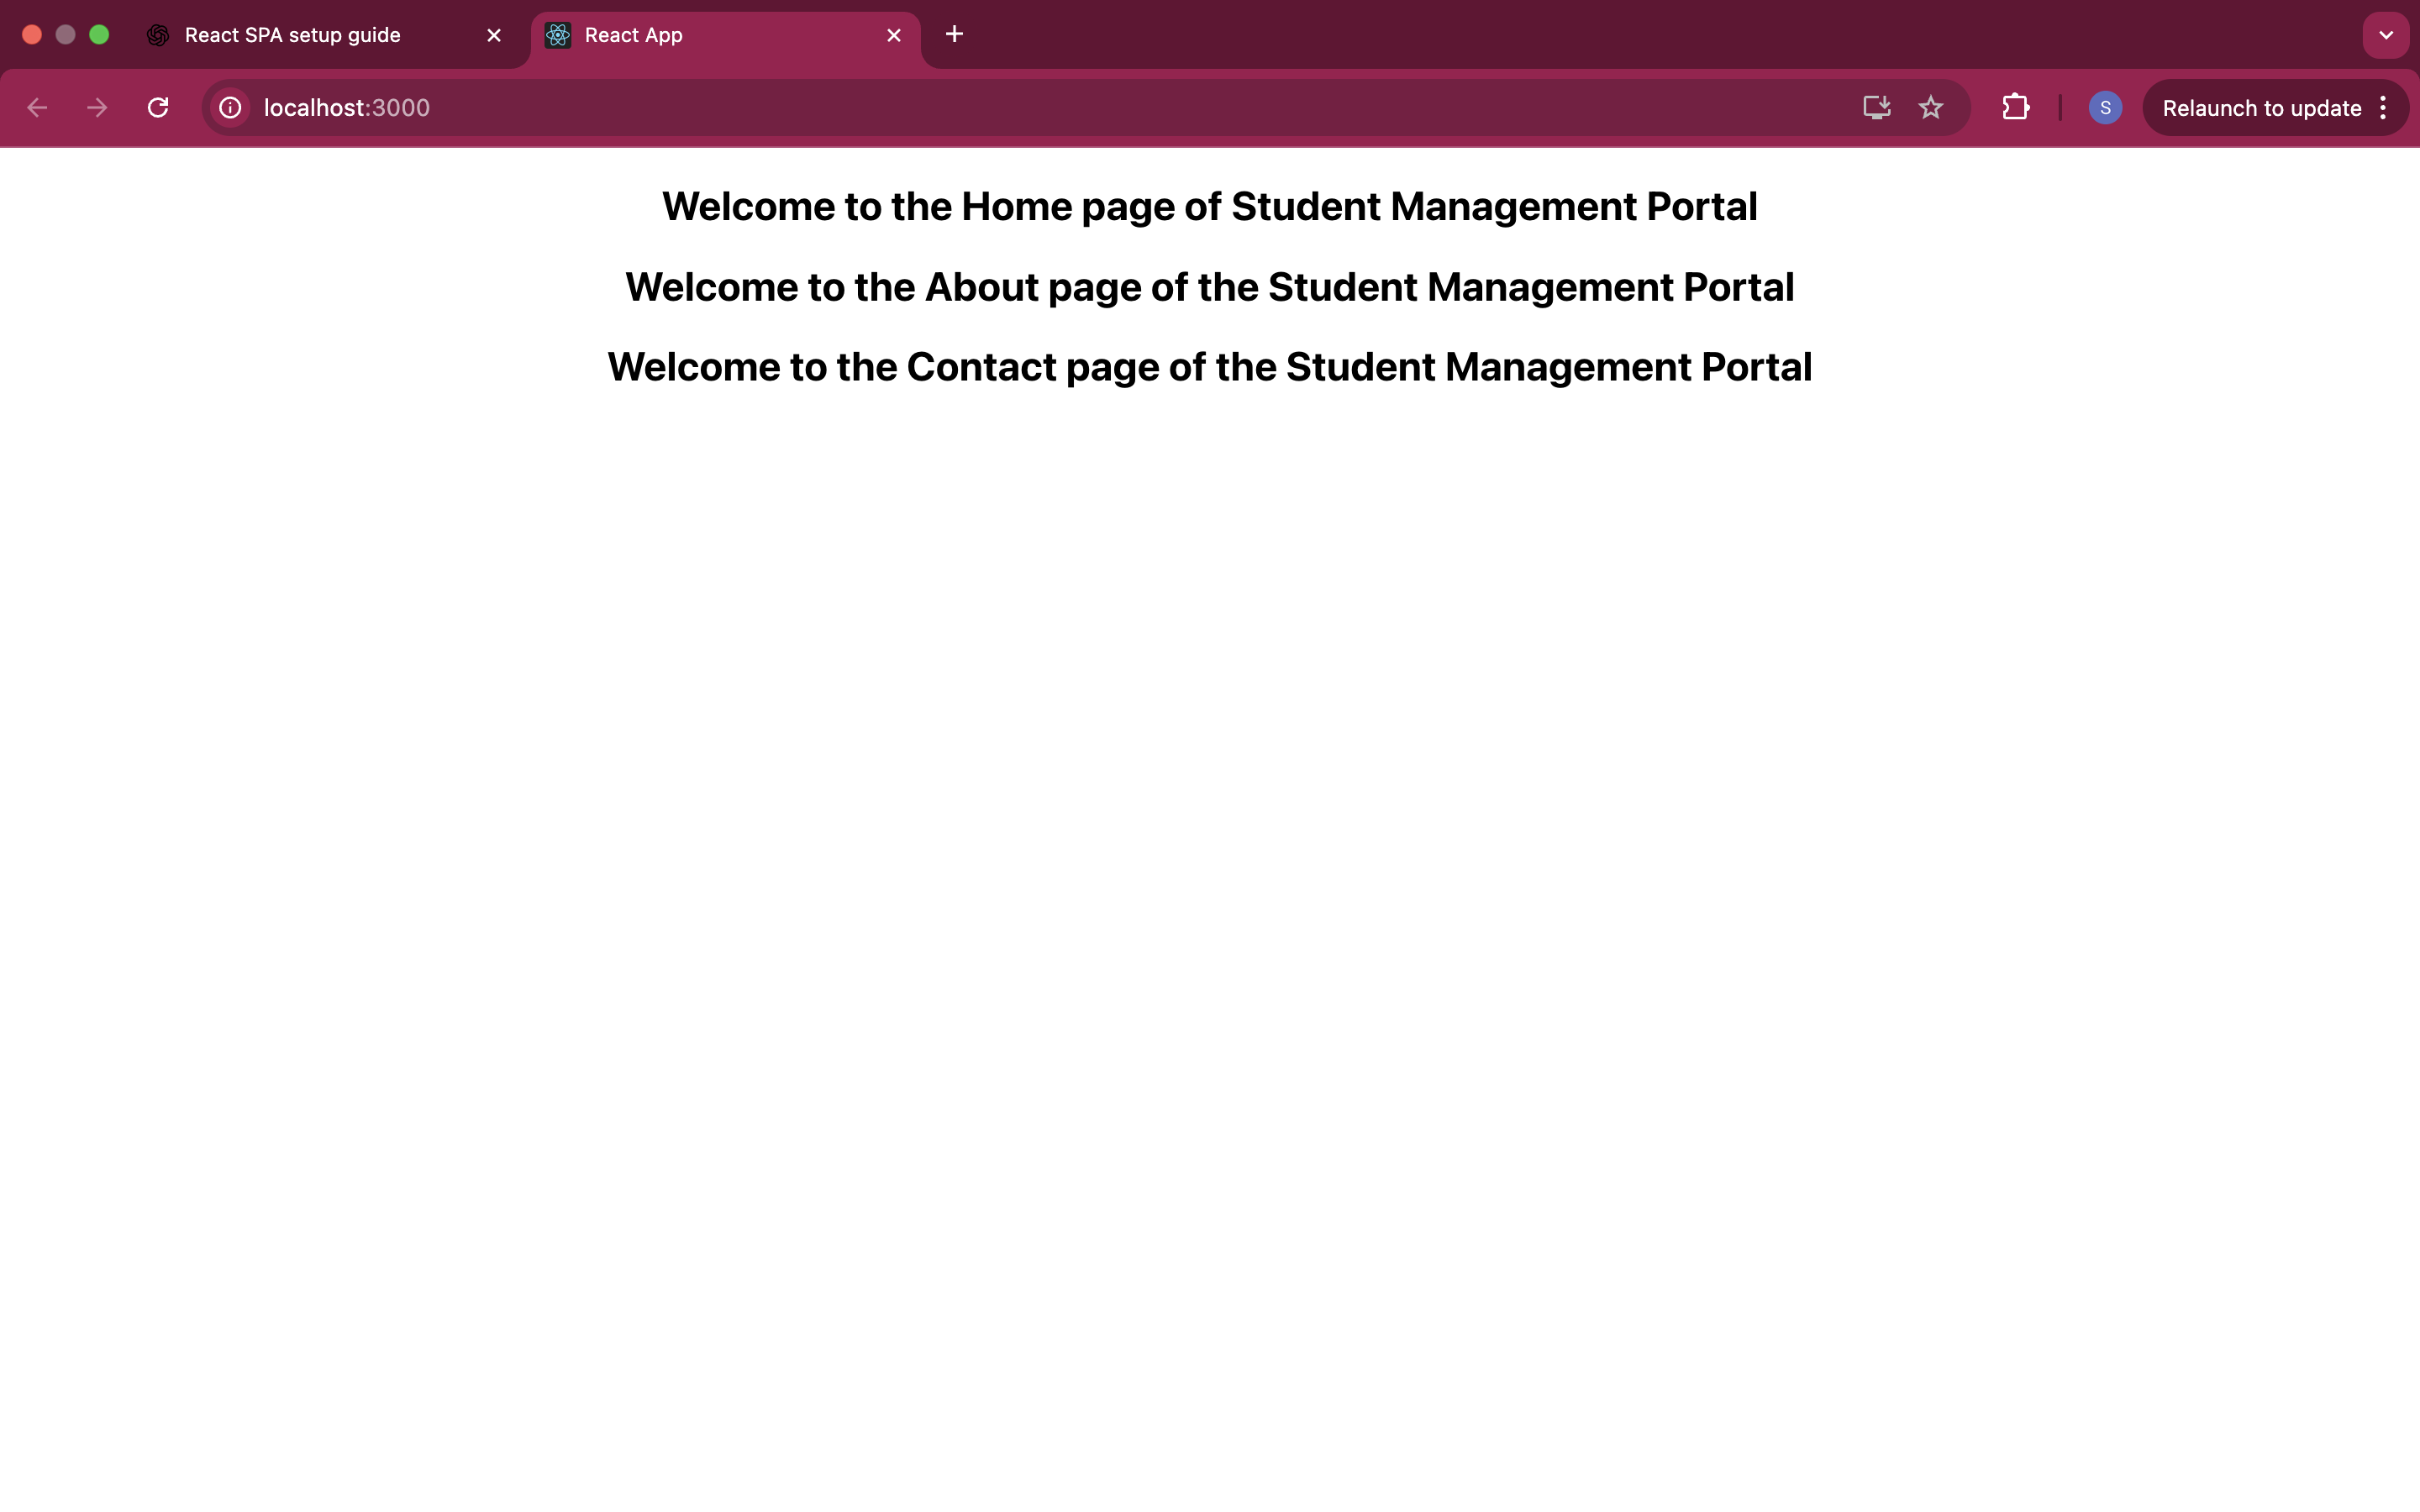 React SPA setup guide
React App
localhost:3000
S
Relaunch to update
Welcome to the Home page of Student Management Portal
Welcome to the About page of the Student Management Portal
Welcome to the Contact page of the Student Management Portal